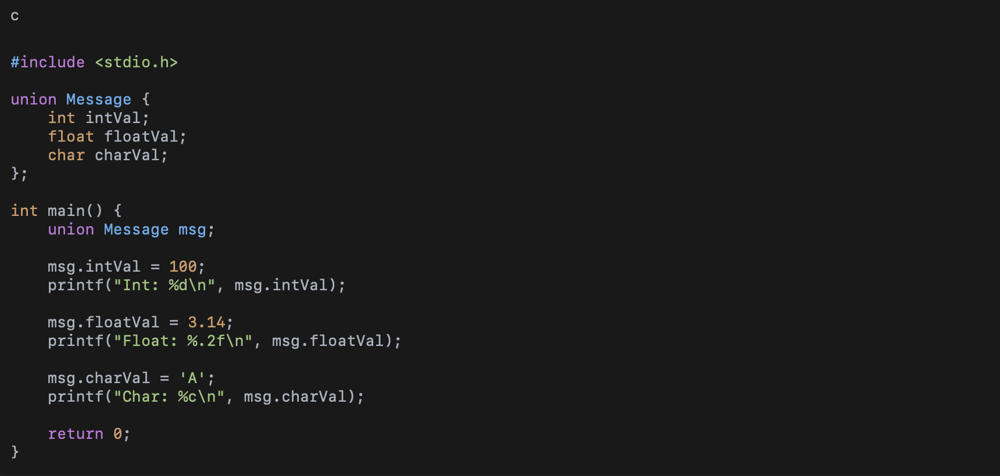 c
#include <stdio.h>
union Message {
    int intVal;
    float floatVal;
    char charVal;
};
int main() {
    union Message msg;
    msg.intVal = 100;
    printf("Int: %d\n", msg.intVal);
    msg.floatVal = 3.14;
    printf("Float: %.2f\n", msg.floatVal);
    msg.charVal = 'A';
    printf("Char: %c\n", msg.charVal);
    return 0;
}